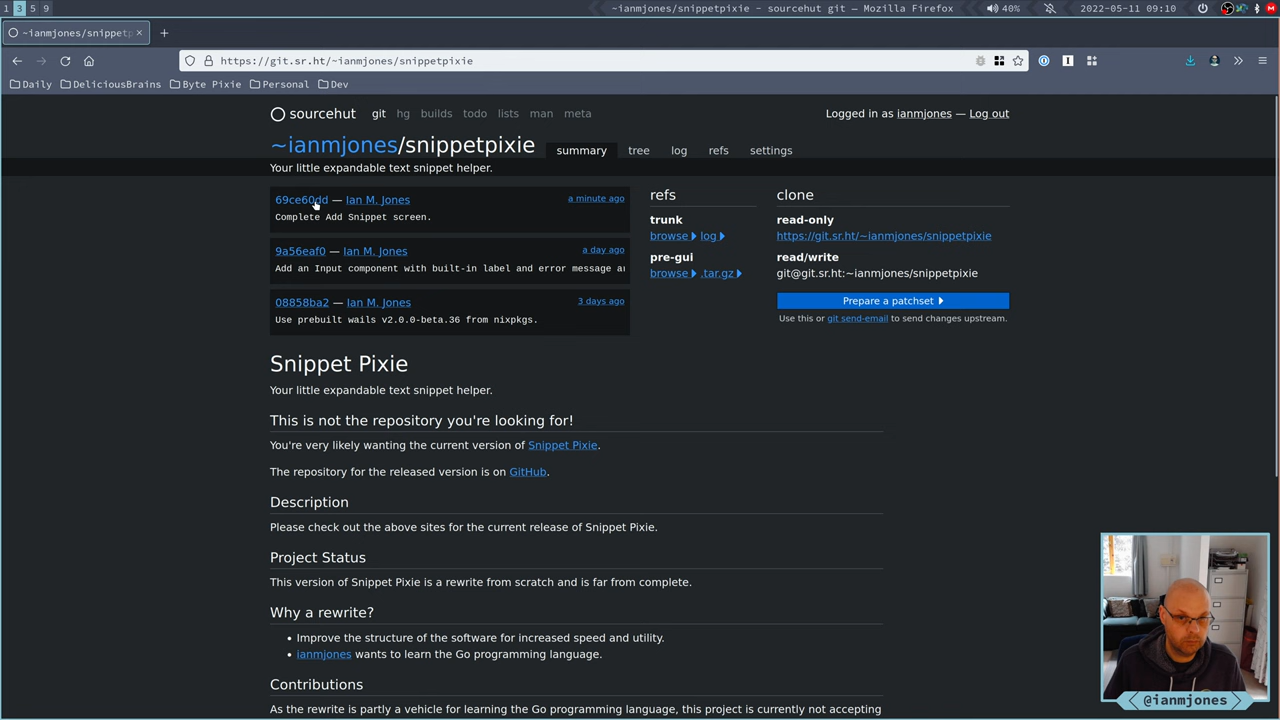 1 3 5 9
~ianmjones/snippetpixie - sourcehut git — Mozilla Firefox
40%
2022-05-11 09:10
~ianmjones/snippetp
https://git.sr.ht/~ianmjones/snippetpixie
Daily DeliciousBrains Byte Pixie Personal Dev
sourcehut git hg builds todo lists man meta
Logged in as ianmjones — Log out
~ianmjones/snippetpixie summary tree log refs settings
Your little expandable text snippet helper.
69ce60dd — Ian M. Jones a minute ago
Complete Add Snippet screen.
9a56eaf0 — Ian M. Jones a day ago
Add an Input component with built-in label and error message a
08858ba2 — Ian M. Jones 3 days ago
Use prebuilt wails v2.0.0-beta.36 from nixpkgs.
refs
trunk
browse log
pre-gui
browse .tar.gz
clone
read-only
https://git.sr.ht/~ianmjones/snippetpixie
read/write
git@git.sr.ht:~ianmjones/snippetpixie
Prepare a patchset
Use this or git send-email to send changes upstream.
Snippet Pixie
Your little expandable text snippet helper.
This is not the repository you're looking for!
You're very likely wanting the current version of Snippet Pixie.
The repository for the released version is on GitHub.
Description
Please check out the above sites for the current release of Snippet Pixie.
Project Status
This version of Snippet Pixie is a rewrite from scratch and is far from complete.
Why a rewrite?
• Improve the structure of the software for increased speed and utility.
• ianmjones wants to learn the Go programming language.
Contributions
As the rewrite is partly a vehicle for learning the Go programming language, this project is currently not accepting
@ianmjones